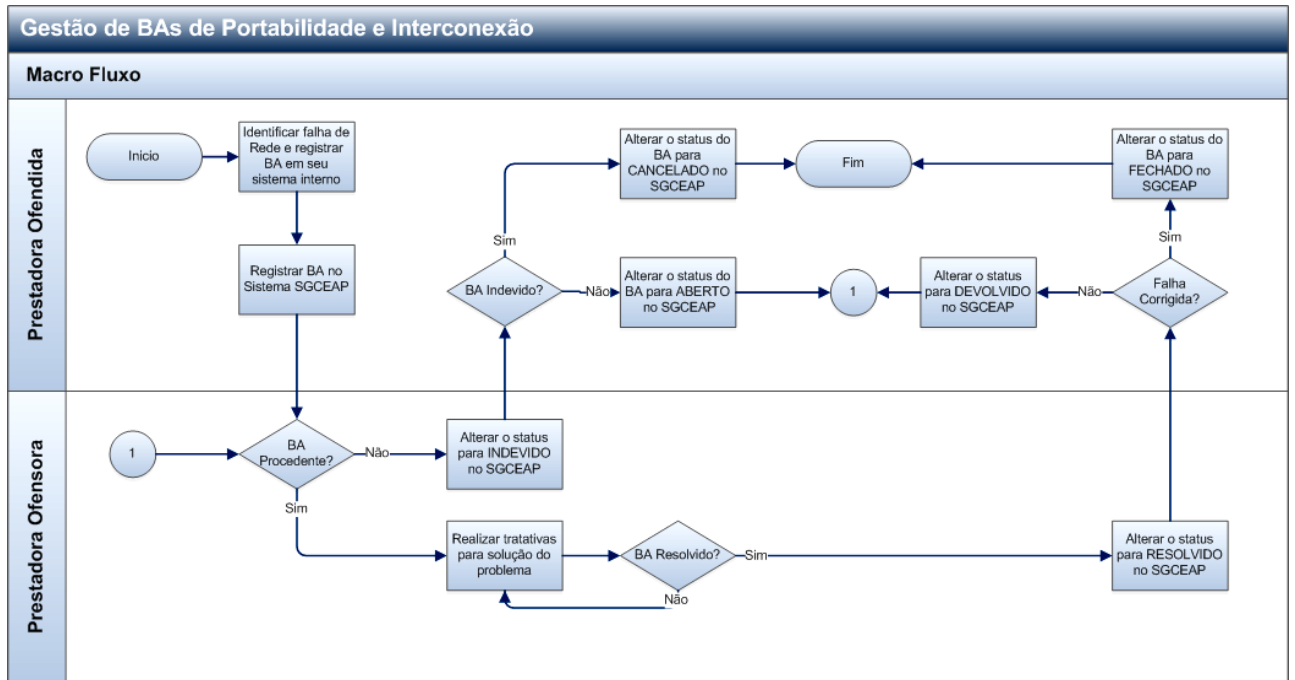 Gestão de BAs de Portabilidade e Interconexão
Macro Fluxo
Prestadora Ofendida
Inicio
Identificar falha de
Rede e registrar
BA em seu
sistema interno
Registrar BA no
Sistema SGCEAP
Alterar o status do
BA para
CANCELADO no
SGCEAP
Fim
Alterar o status do
BA para
FECHADO no
SGCEAP
Sim
BA Indevido?
Não
Alterar o status do
BA para ABERTO
no SGCEAP
1
Alterar o status
para DEVOLVIDO
no SGCEAP
Não
Sim
Falha
Corrigida?
Prestadora Ofensora
1
BA
Procedente?
Não
Alterar o status
para INDEVIDO
no SGCEAP
Sim
Realizar tratativas
para solução do
problema
BA Resolvido?
Sim
Não
Alterar o status
para RESOLVIDO
no SGCEAP